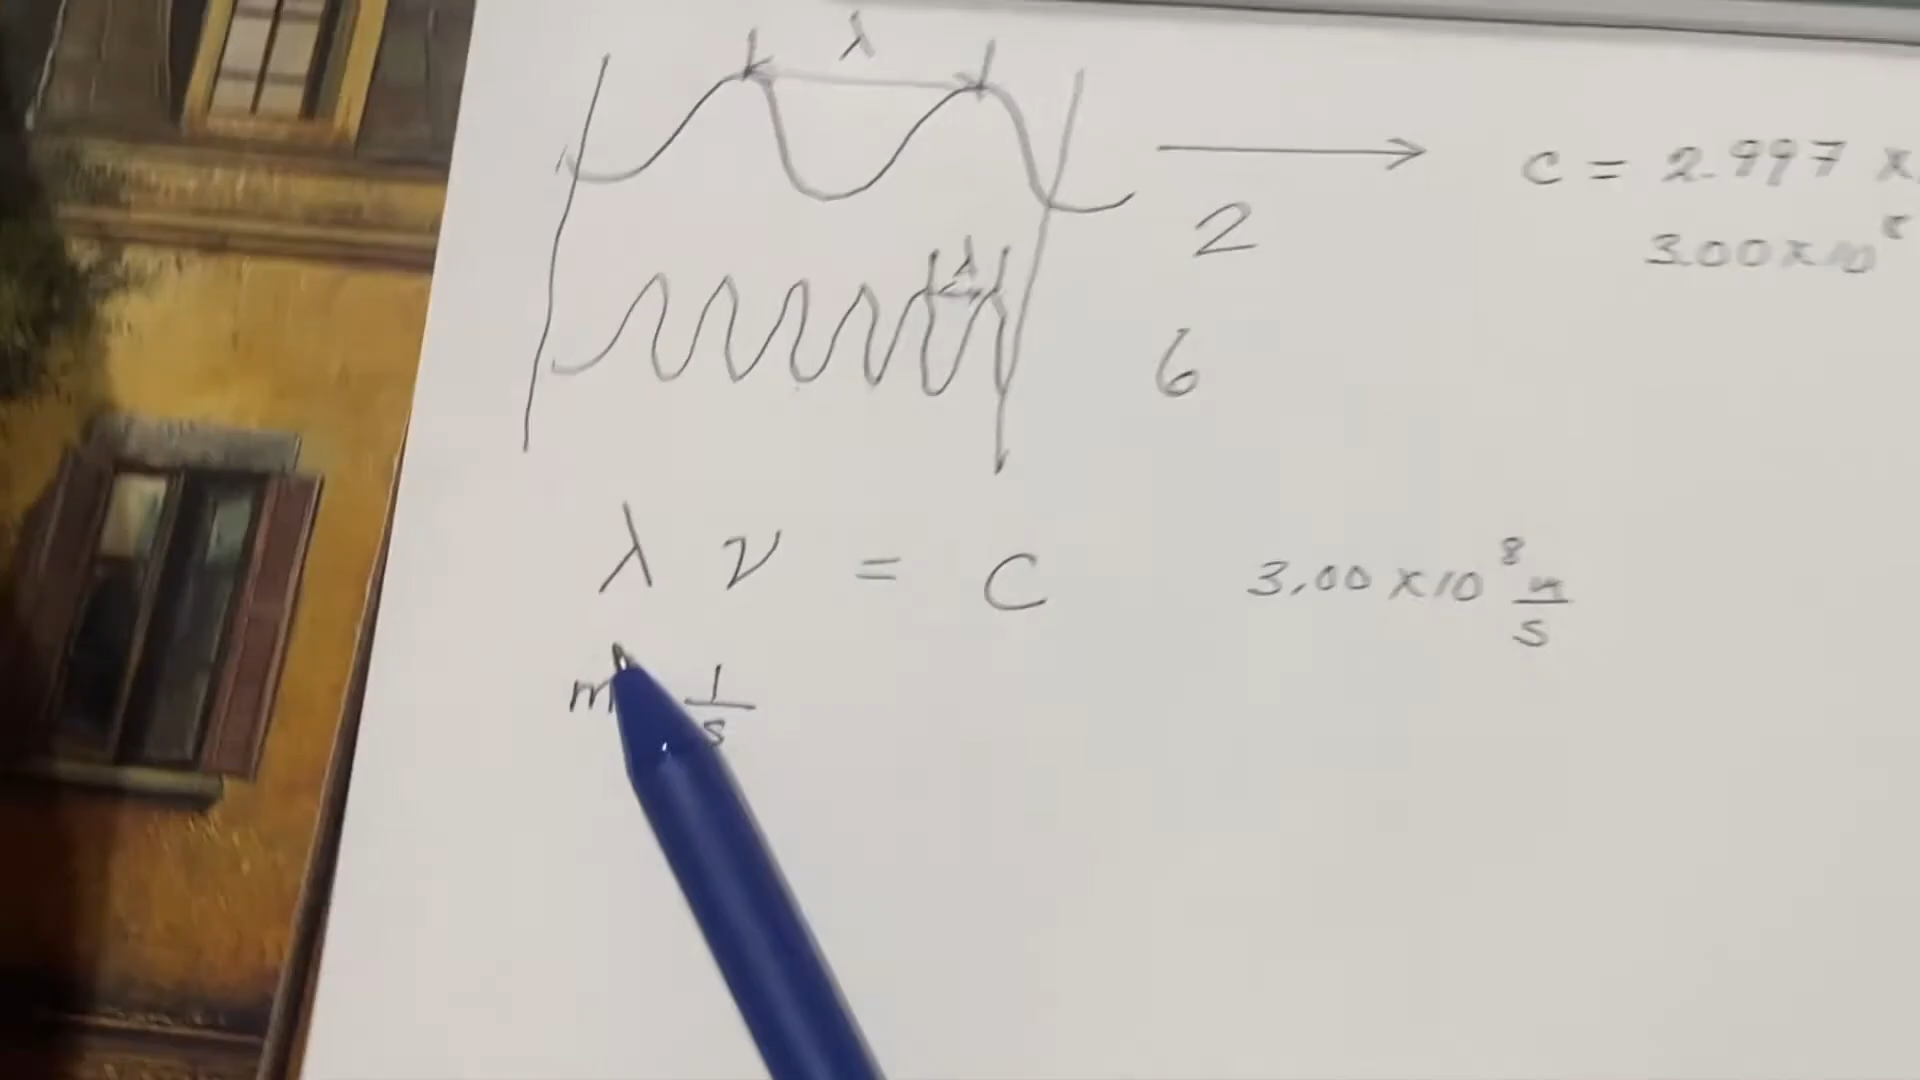 λ
c = 2.997 x
2
3.00 x 10⁸
λ
6
λ ν = c 3.00 x 10⁸ m/s
m 1/s